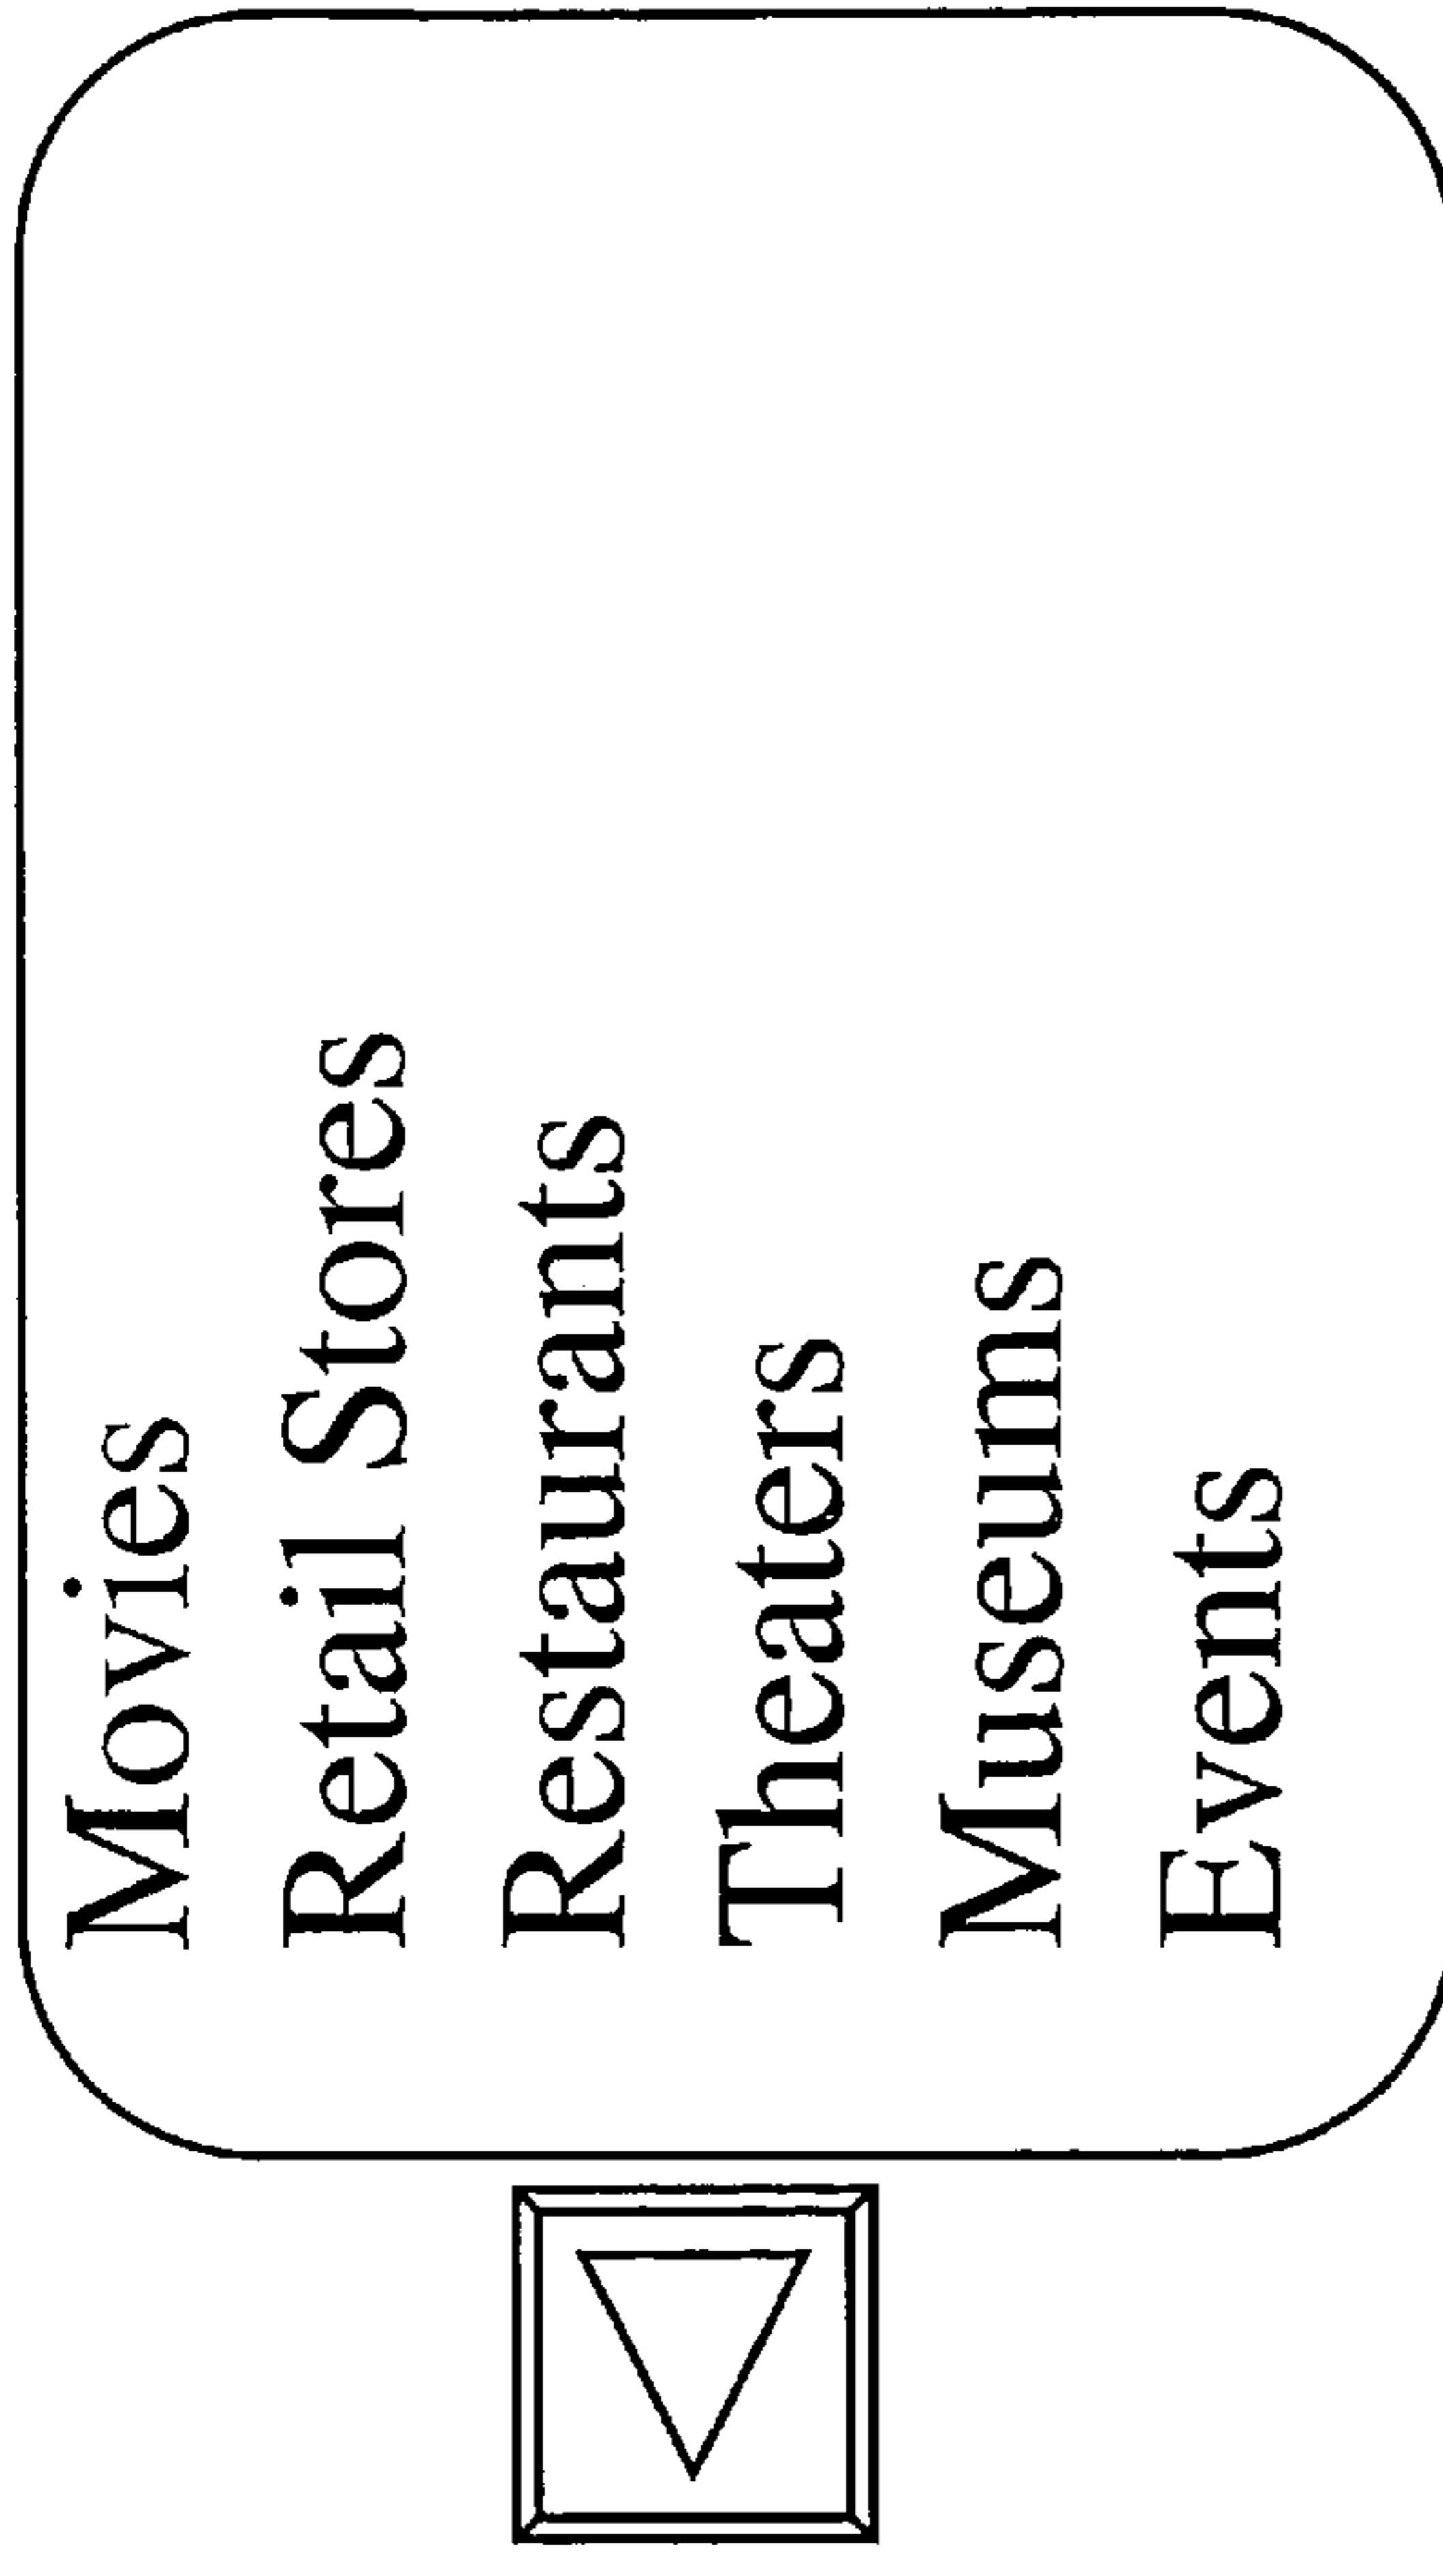 Movies
Retail Stores
Restaurants
Theaters
Museums
Events